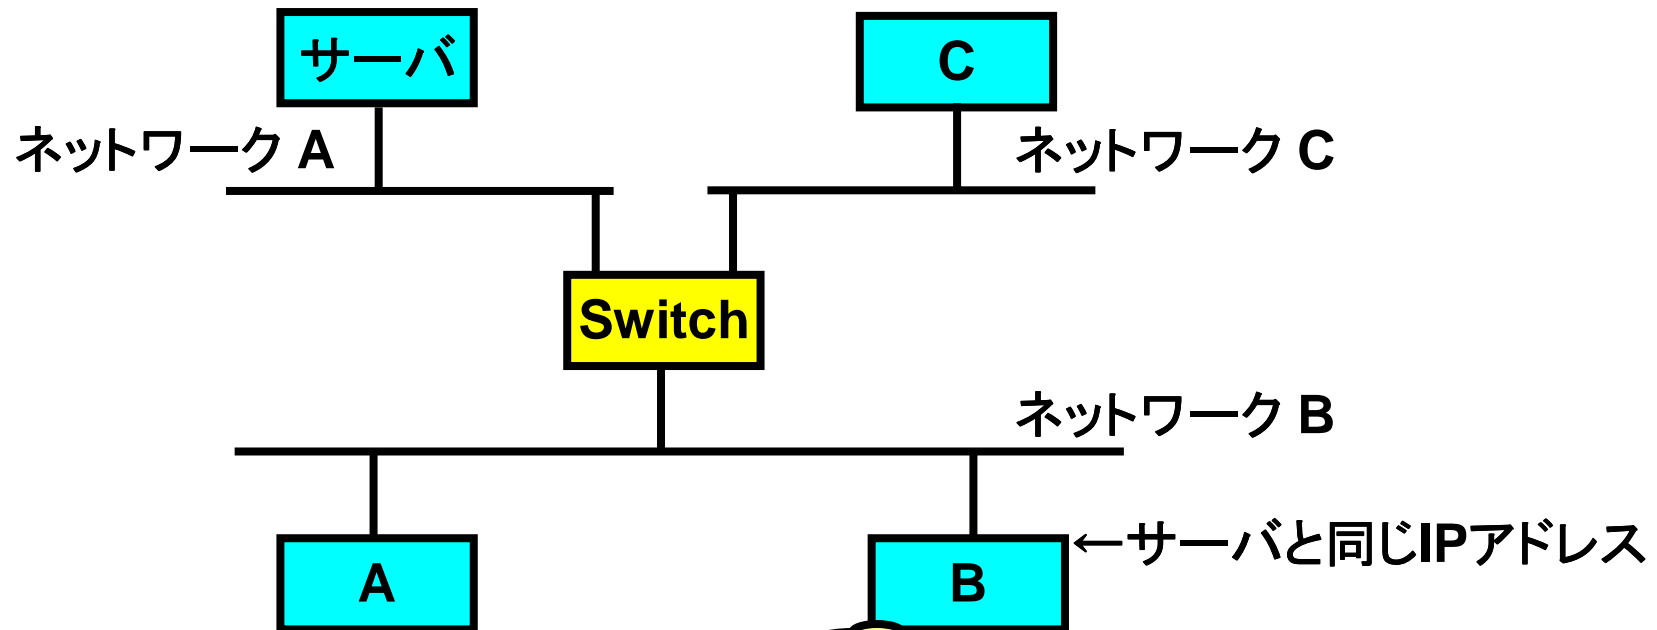 サーバ
C
ネットワーク A
ネットワーク C
Switch
ネットワーク B
←サーバと同じIPアドレス
A
B